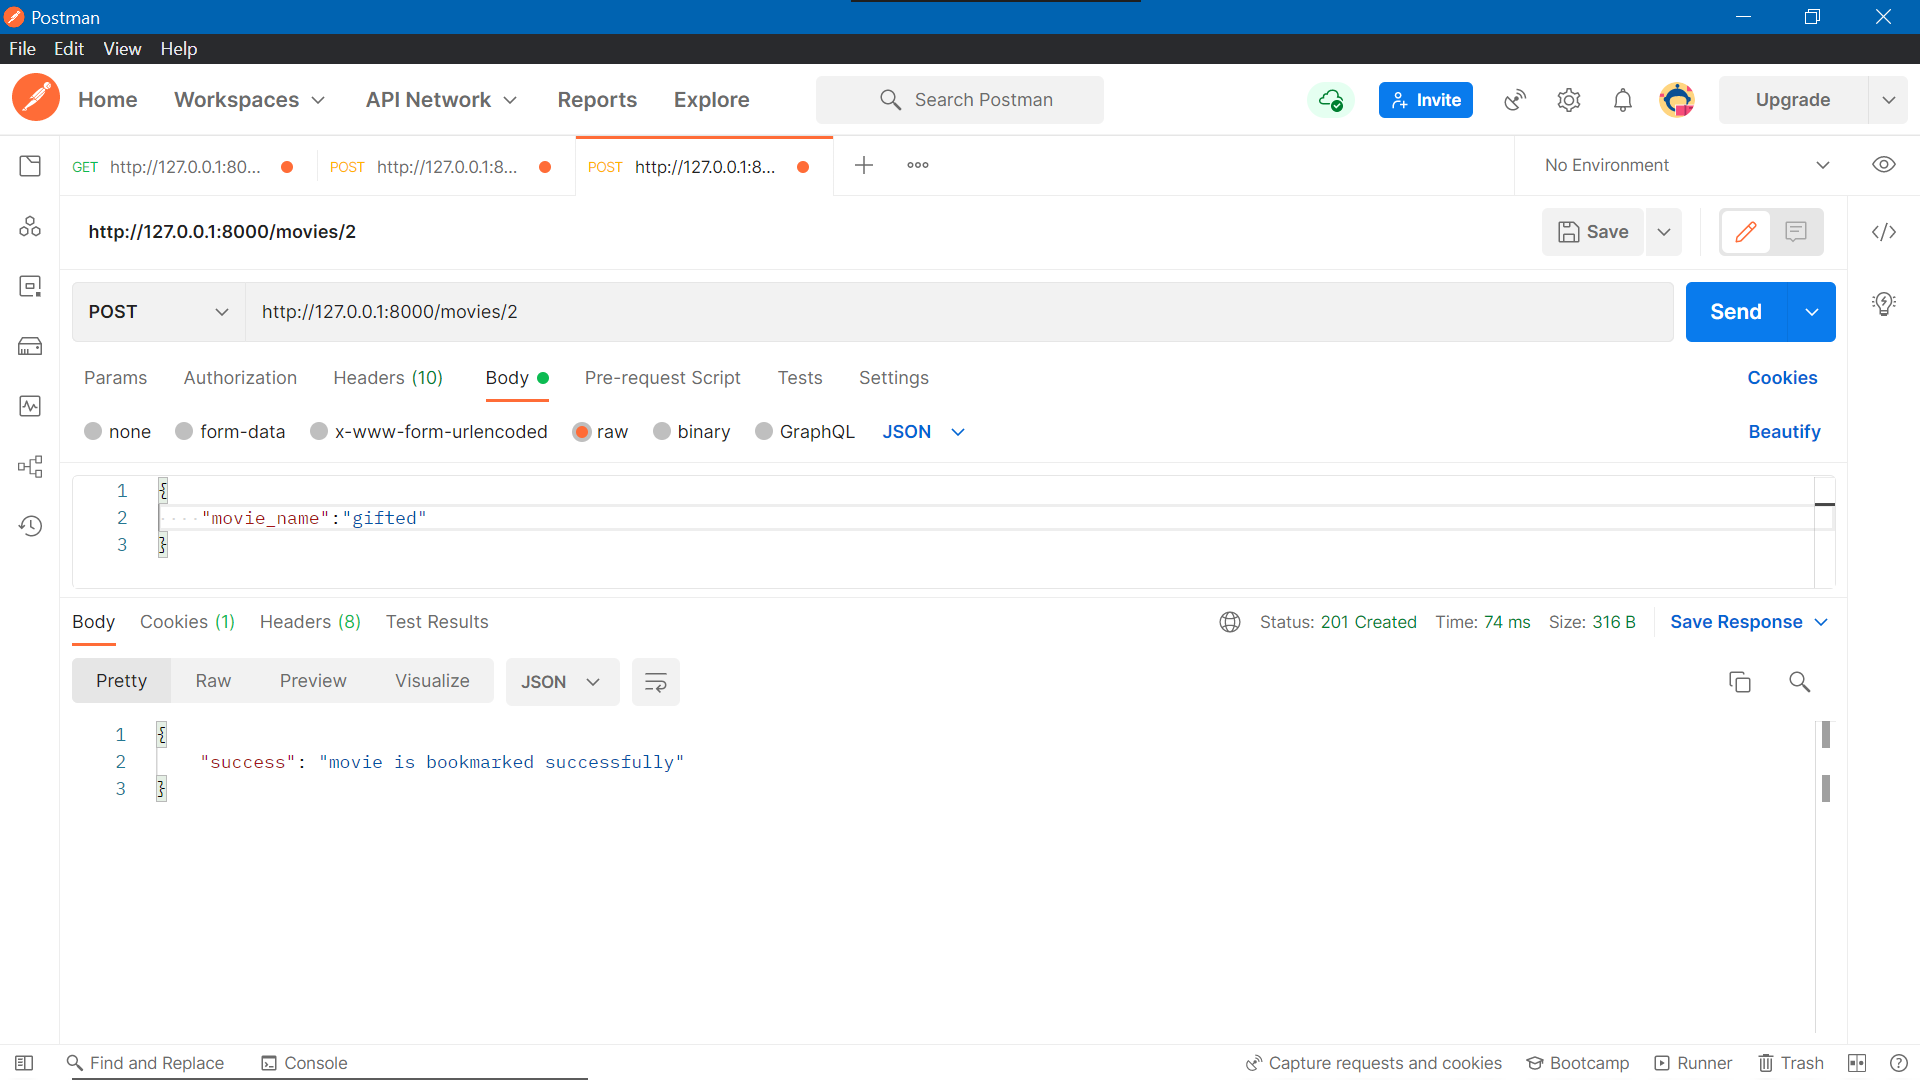 Postman
File Edit View Help
Home Workspaces API Network Reports Explore Search Postman Invite Upgrade
GET http://127.0.0.1:80... POST http://127.0.0.1:8... POST http://127.0.0.1:8... No Environment
http://127.0.0.1:8000/movies/2 Save
POST http://127.0.0.1:8000/movies/2 Send
Params Authorization Headers (10) Body Pre-request Script Tests Settings Cookies
none form-data x-www-form-urlencoded raw binary GraphQL JSON Beautify
1 {
2 "movie_name":"gifted"
3 }
Body Cookies (1) Headers (8) Test Results Status: 201 Created Time: 74 ms Size: 316 B Save Response
Pretty Raw Preview Visualize JSON
1 {
2 "success": "movie is bookmarked successfully"
3 }
Find and Replace Console Capture requests and cookies Bootcamp Runner Trash